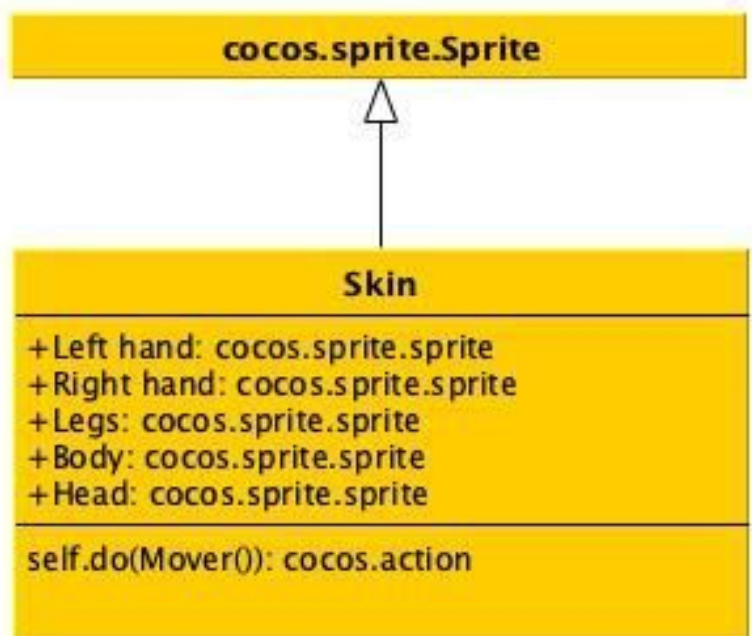 cocos.sprite.Sprite
Skin
+Left hand: cocos.sprite.sprite
+Right hand: cocos.sprite.sprite
+Legs: cocos.sprite.sprite
+Body: cocos.sprite.sprite
+Head: cocos.sprite.sprite
self.do(Mover()): cocos.action